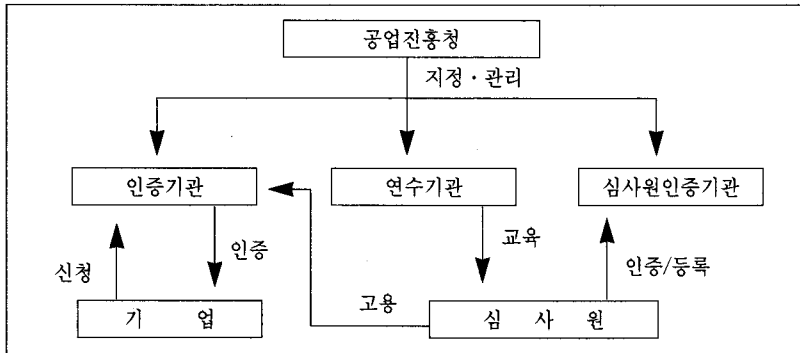 공업진흥청
지정 · 관리
인증기관 연수기관 심사원인증기관
신청 인증 교육 인증/등록
고용
기 업 심 사 원